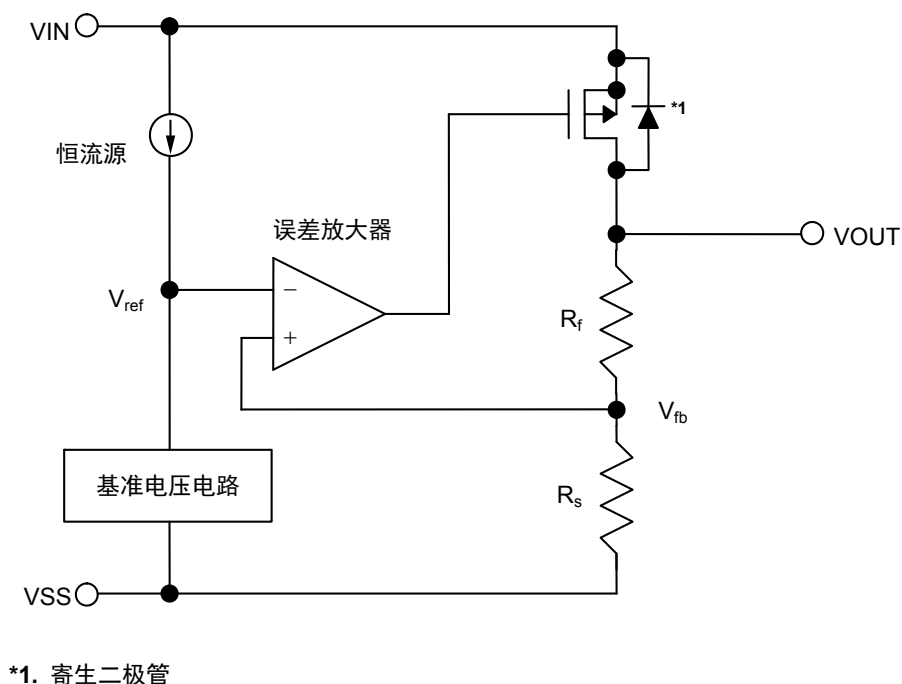 VIN
*1
恒流源
误差放大器
VOUT
Vref
−
+
Rf
Vfb
基准电压电路
Rs
VSS
*1. 寄生二极管